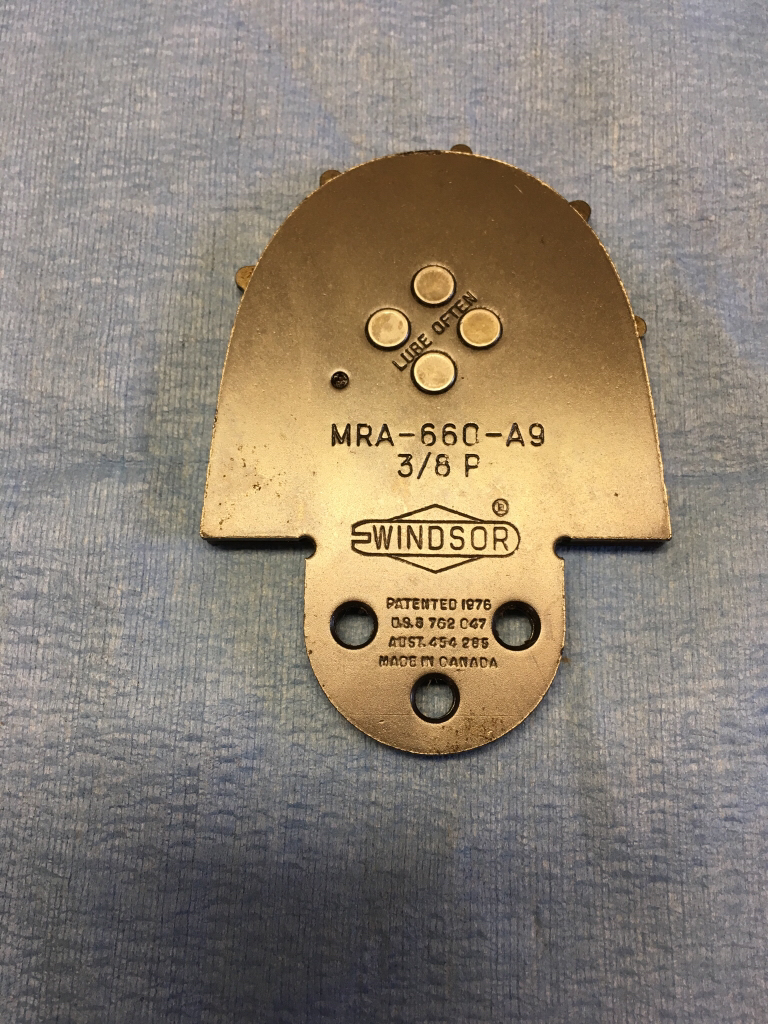 LUBE OFTEN
MRA-660-A9
3/8 P
®
WINDSOR
PATENTED 1976
U.S. 3 762 047
AUST. 454 285
MADE IN CANADA